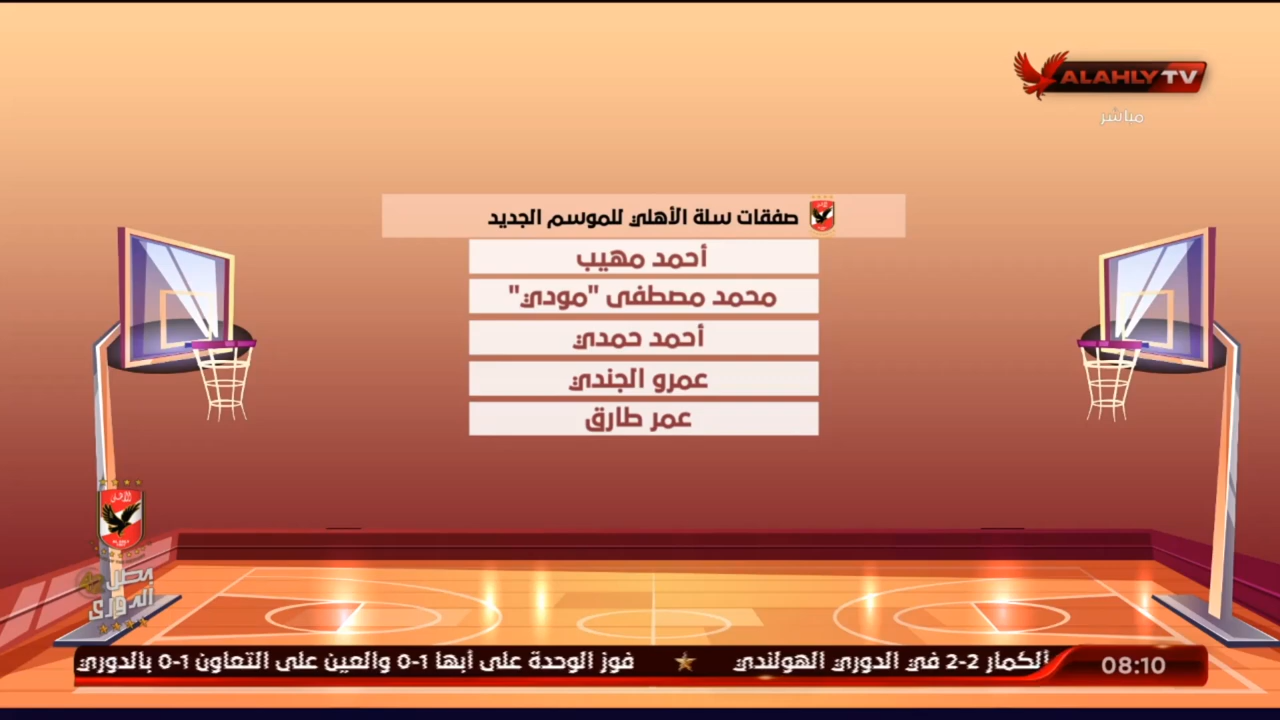 ALAHLY TV
مباشر
صفقات سلة الأهلي للموسم الجديد
أحمد مهيب
محمد مصطفى "مودي"
أحمد حمدي
عمرو الجندي
عمر طارق
الدوري
08:10
ألكمار 2-2 في الدوري الهولندي ★ فوز الوحدة على أبها 1-0 والعين على التعاون 1-0 بالدوري